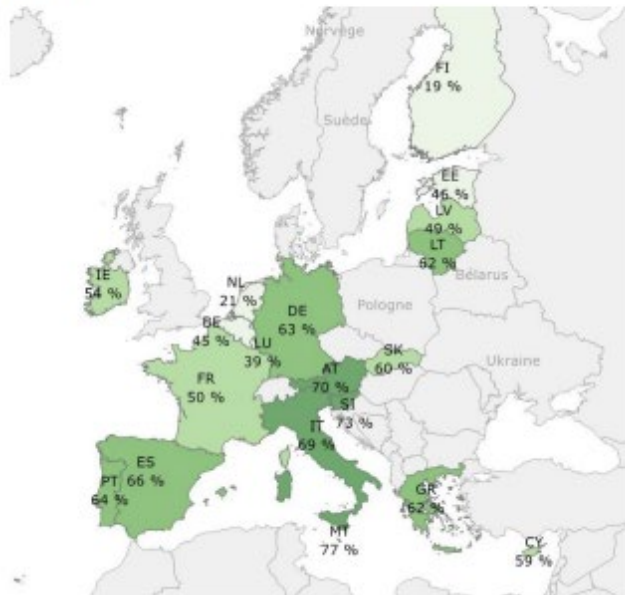 Norvège
FI
19 %
Suède
EE
46 %
LV
49 %
LT
62 %
Bélarus
IE
54 %
NL
21 %
DE
63 %
Pologne
BE
45 %
LU
39 %
SK
60 %
Ukraine
FR
50 %
AT
70 %
SI
73 %
IT
69 %
ES
66 %
PT
64 %
GR
62 %
MT
77 %
CY
59 %